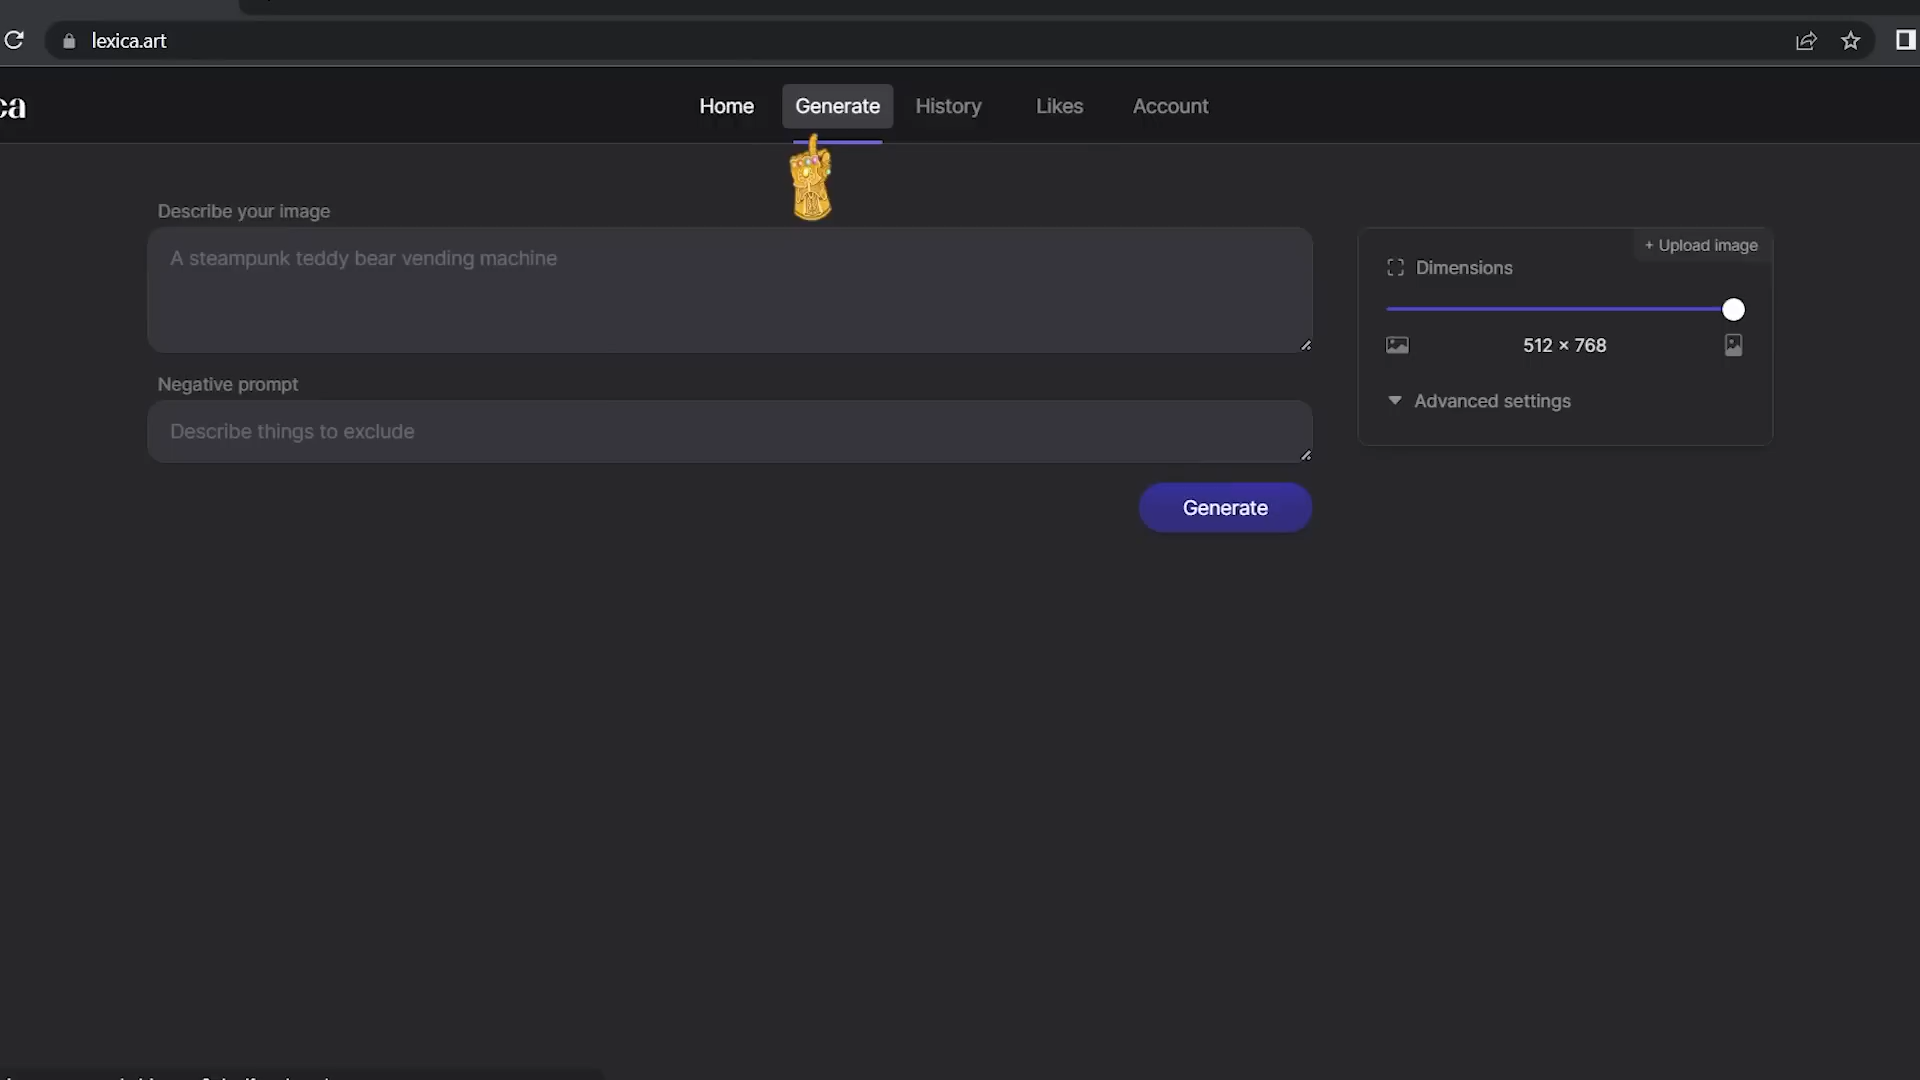 lexica.art
ca
Home Generate History Likes Account
Describe your image
+ Upload image
A steampunk teddy bear vending machine
Dimensions
512 × 768
Negative prompt
Advanced settings
Describe things to exclude
Generate